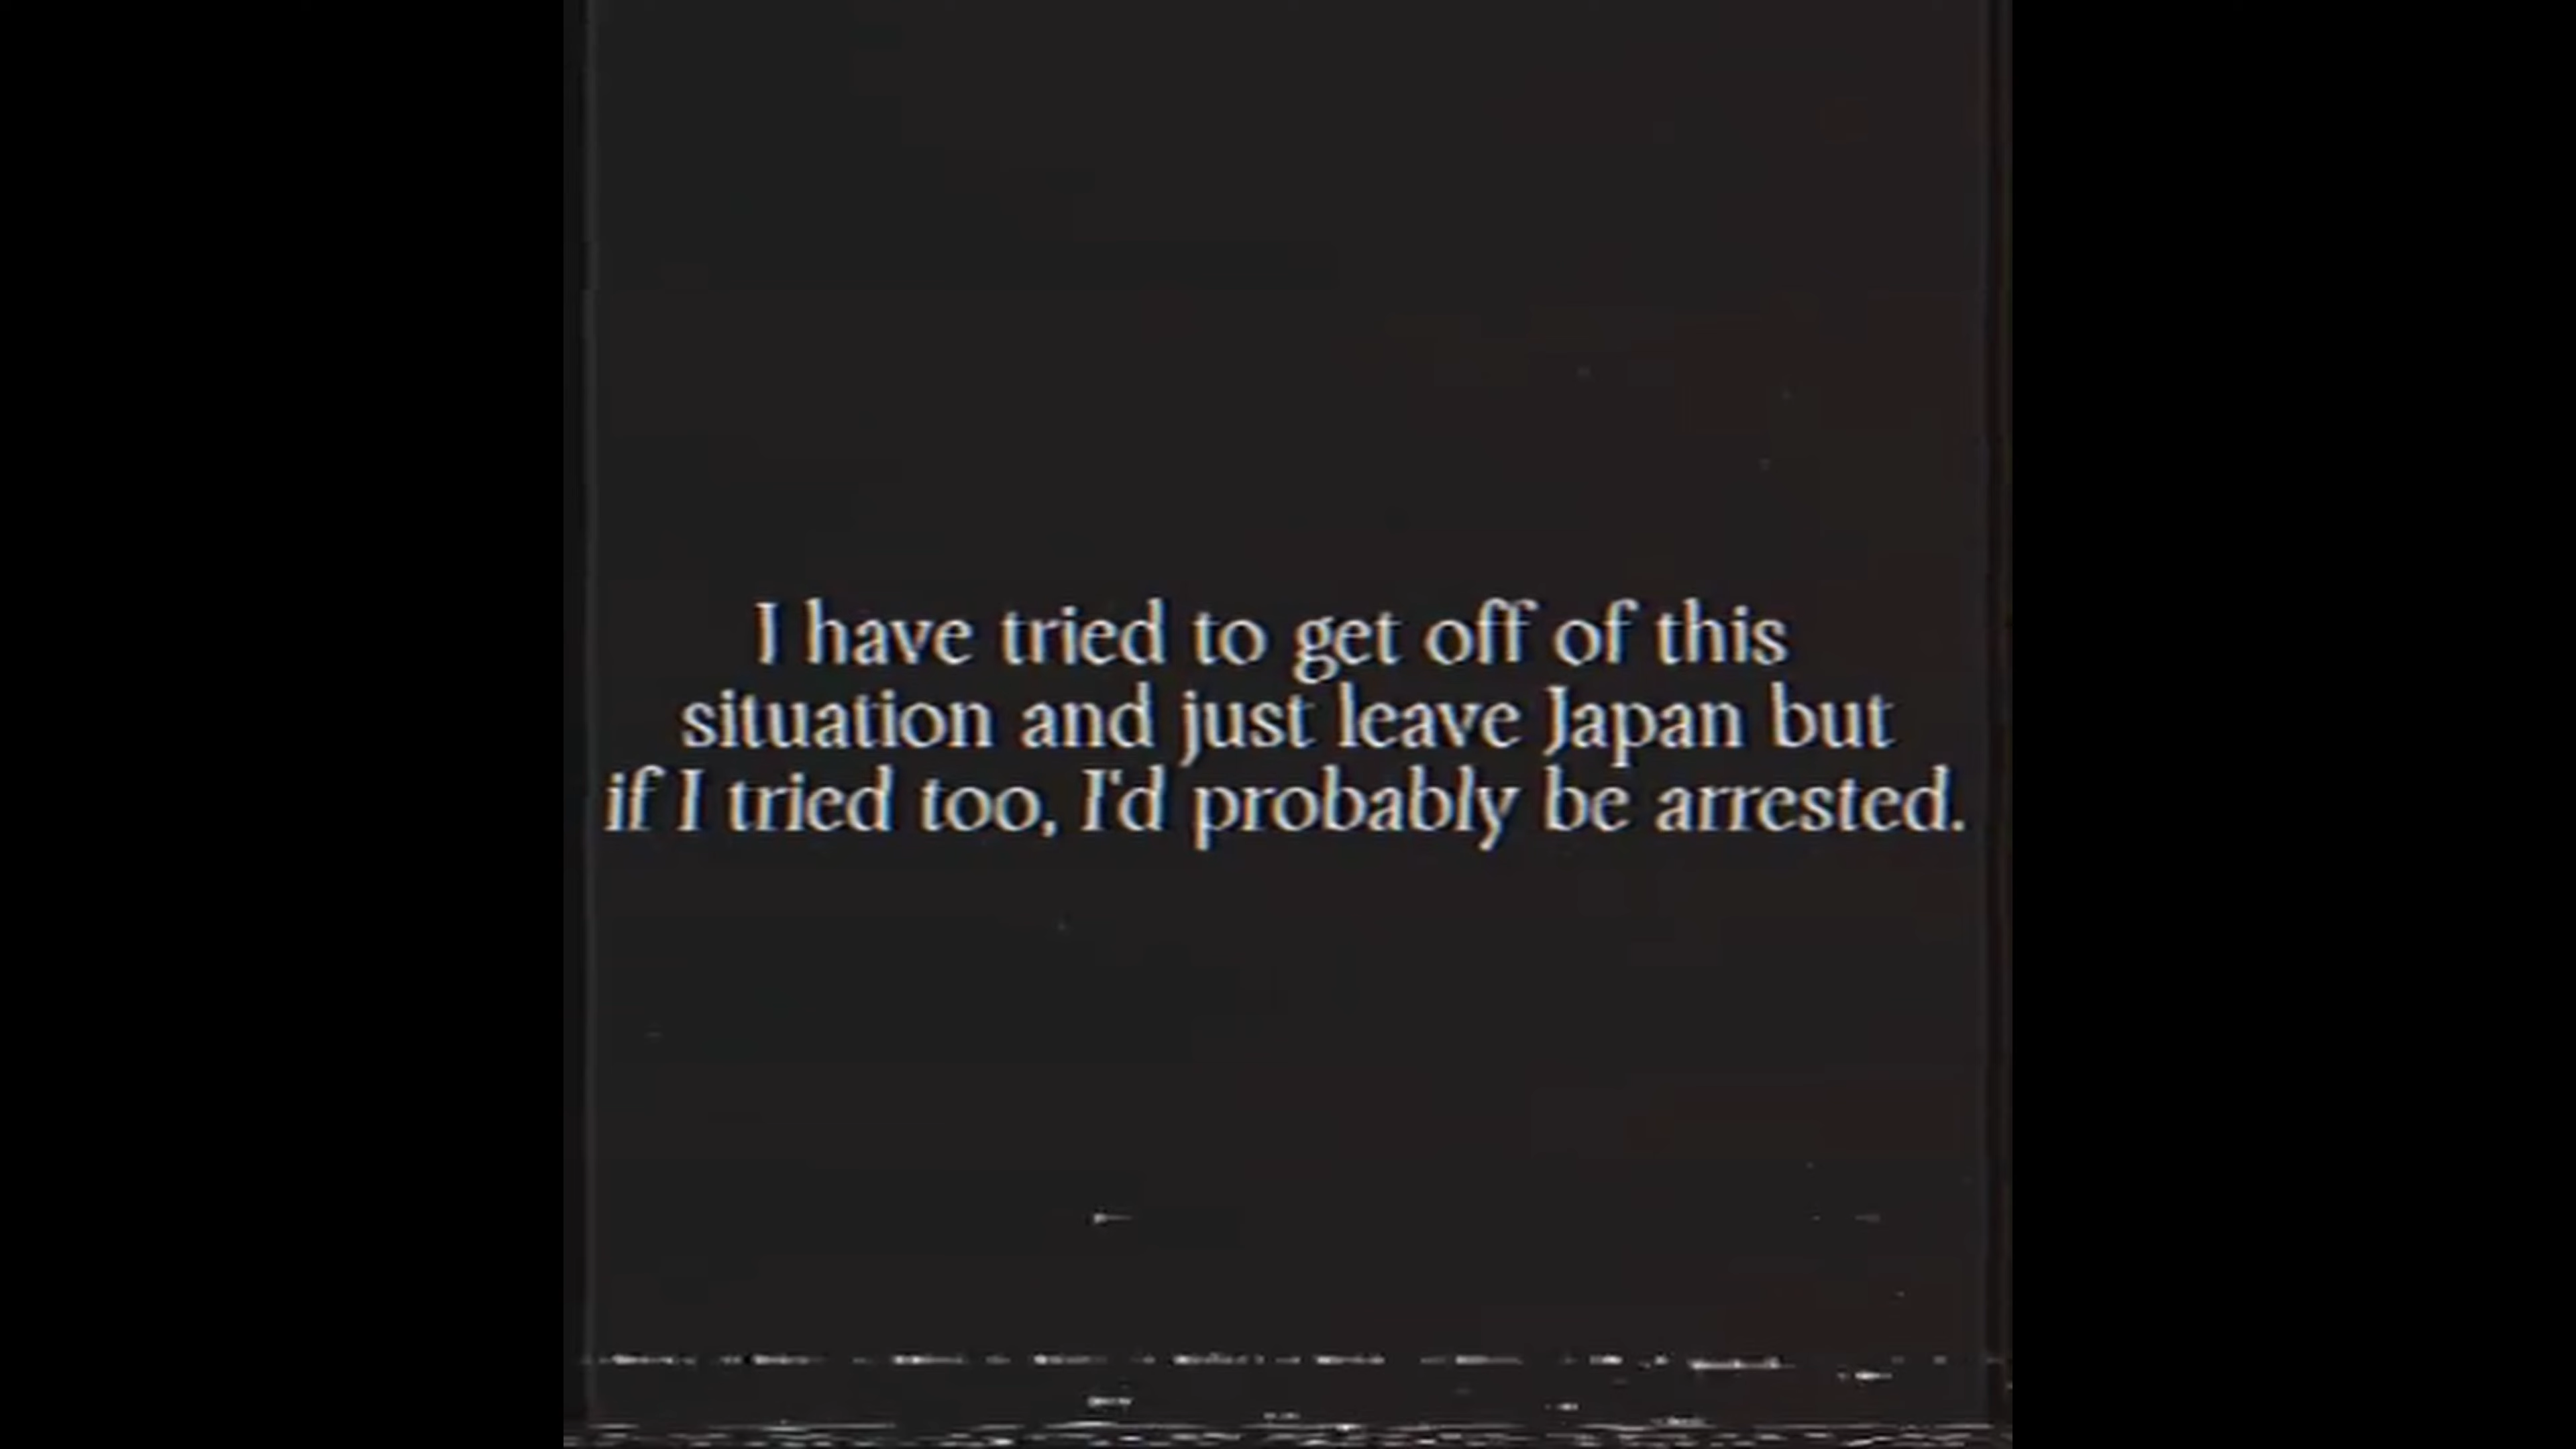 I have tried to get off of this
situation and just leave Japan but
if I tried too, I'd probably be arrested.